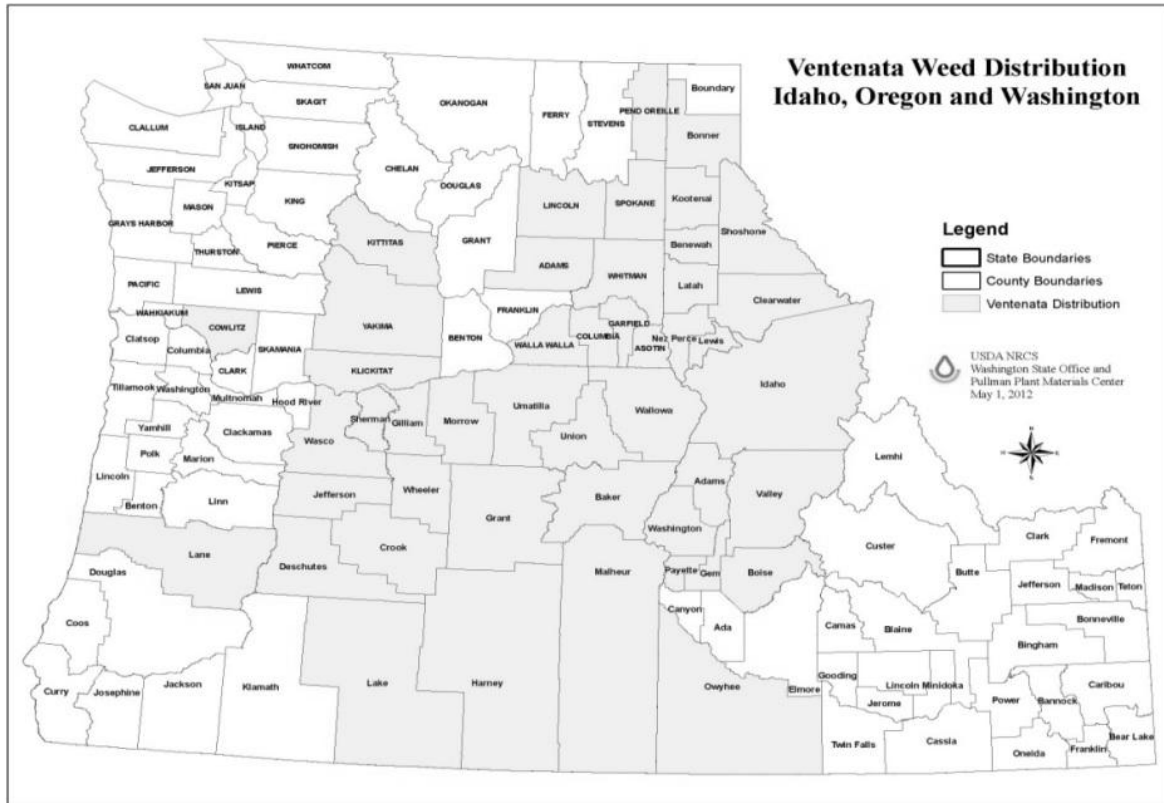 Ventenata Weed Distribution
Idaho, Oregon and Washington
WHATCOM
SAN JUAN
SKAGIT
OKANOGAN
FERRY
STEVENS
PEND OREILLE
Boundary
Bonner
CLALLUM
ISLAND
SNOHOMISH
JEFFERSON
CHELAN
DOUGLAS
KITSAP
KING
MASON
GRAYS HARBOR
LINCOLN
SPOKANE
Kootenai
Shoshone
PIERCE
THURSTON
KITTITAS
GRANT
ADAMS
Benewah
WHITMAN
Latah
Clearwater
PACIFIC
LEWIS
WAHKIAKUM
COWLITZ
YAKIMA
BENTON
FRANKLIN
GARFIELD
COLUMBIA
WALLA WALLA
ASOTIN
Nez Perce
Lewis
Clatsop
Columbia
SKAMANIA
CLARK
KLICKITAT
Idaho
Tillamook
Washington
Multnomah
Hood River
Umatilla
Wallowa
Sherman
Gilliam
Morrow
Yamhill
Clackamas
Wasco
Union
Polk
Marion
Lemhi
Lincoln
Benton
Linn
Jefferson
Wheeler
Grant
Baker
Adams
Valley
Washington
Lane
Crook
Deschutes
Custer
Clark
Fremont
Douglas
Malheur
Payette
Gem
Boise
Butte
Jefferson
Madison
Teton
Coos
Canyon
Ada
Camas
Blaine
Bonneville
Bingham
Curry
Josephine
Jackson
Klamath
Lake
Harney
Owyhee
Elmore
Gooding
Lincoln
Minidoka
Jerome
Power
Bannock
Caribou
Twin Falls
Cassia
Oneida
Franklin
Bear Lake
Legend
State Boundaries
County Boundaries
Ventenata Distribution
USDA NRCS
Washington State Office and
Pullman Plant Materials Center
May 1, 2012
N
E
S